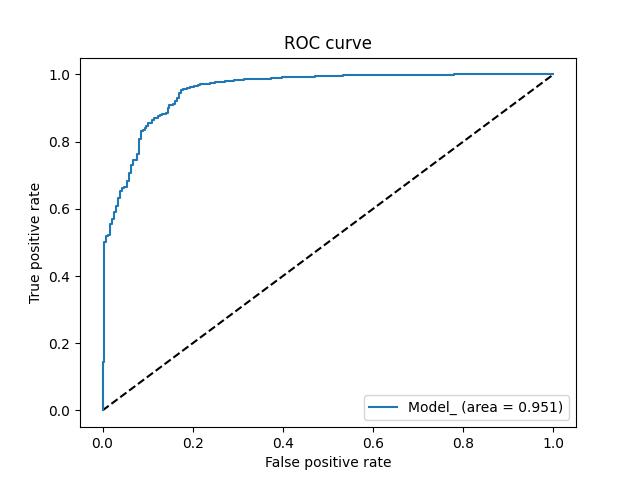 ROC curve
1.0
0.8
0.6
0.4
0.2
0.0
True positive rate
Model_ (area = 0.951)
0.0 0.2 0.4 0.6 0.8 1.0
False positive rate